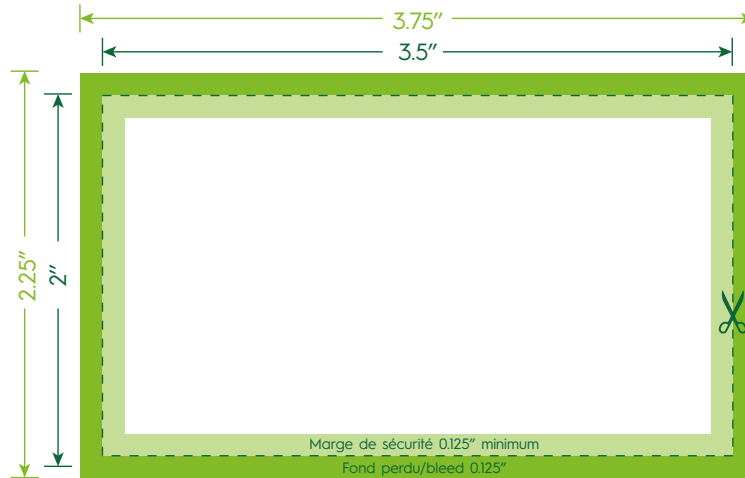 3.75"
3.5"
2.25"
2"
Marge de sécurité 0.125" minimum
Fond perdu/bleed 0.125"